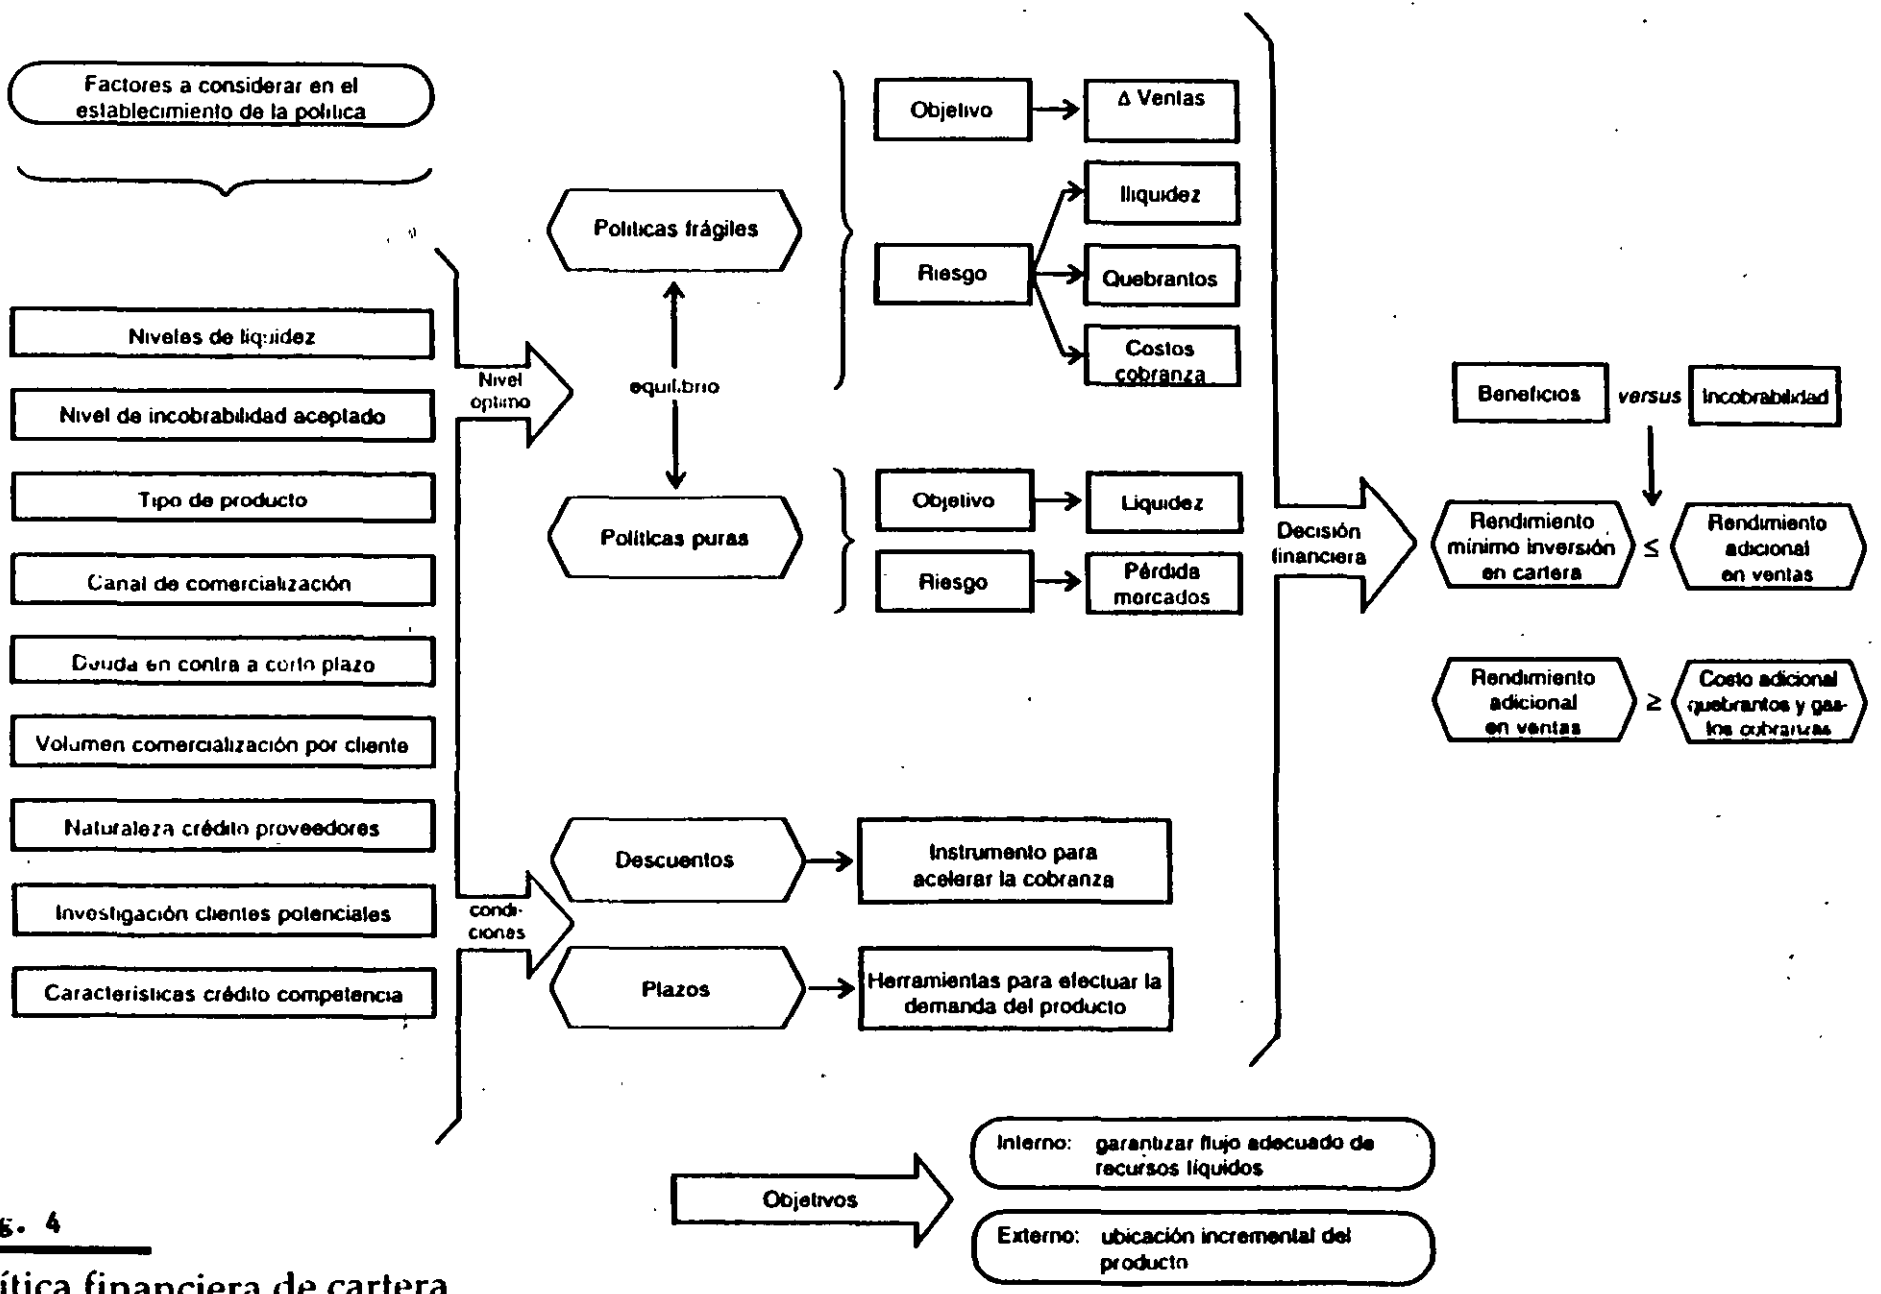 Factores a considerar en el
establecimiento de la política
Niveles de liquidez
Nivel de incobrabilidad aceptado
Tipo de producto
Canal de comercialización
Deuda en contra a corto plazo
Volumen comercialización por cliente
Naturaleza crédito proveedores
Investigación clientes potenciales
Características crédito competencia
Nivel
optimo
condi-
ciones
Políticas frágiles
equilibrio
Políticas puras
Objetivo
Δ Ventas
Riesgo
Iliquidez
Quebrantos
Costos
cobranza
Objetivo
Liquidez
Riesgo
Pérdida
mercados
Descuentos
Instrumento para
acelerar la cobranza
Plazos
Herramientas para efectuar la
demanda del producto
Decisión
financiera
Beneficios versus Incobrabilidad
Rendimiento
mínimo inversión
en cartera
≤
Rendimiento
adicional
en ventas
Rendimiento
adicional
en ventas
≥
Costo adicional
quebrantos y gas-
tos cobranzas
Objetivos
Interno: garantizar flujo adecuado de
recursos líquidos
Externo: ubicación incremental del
producto
g. 4
ítica financiera de cartera